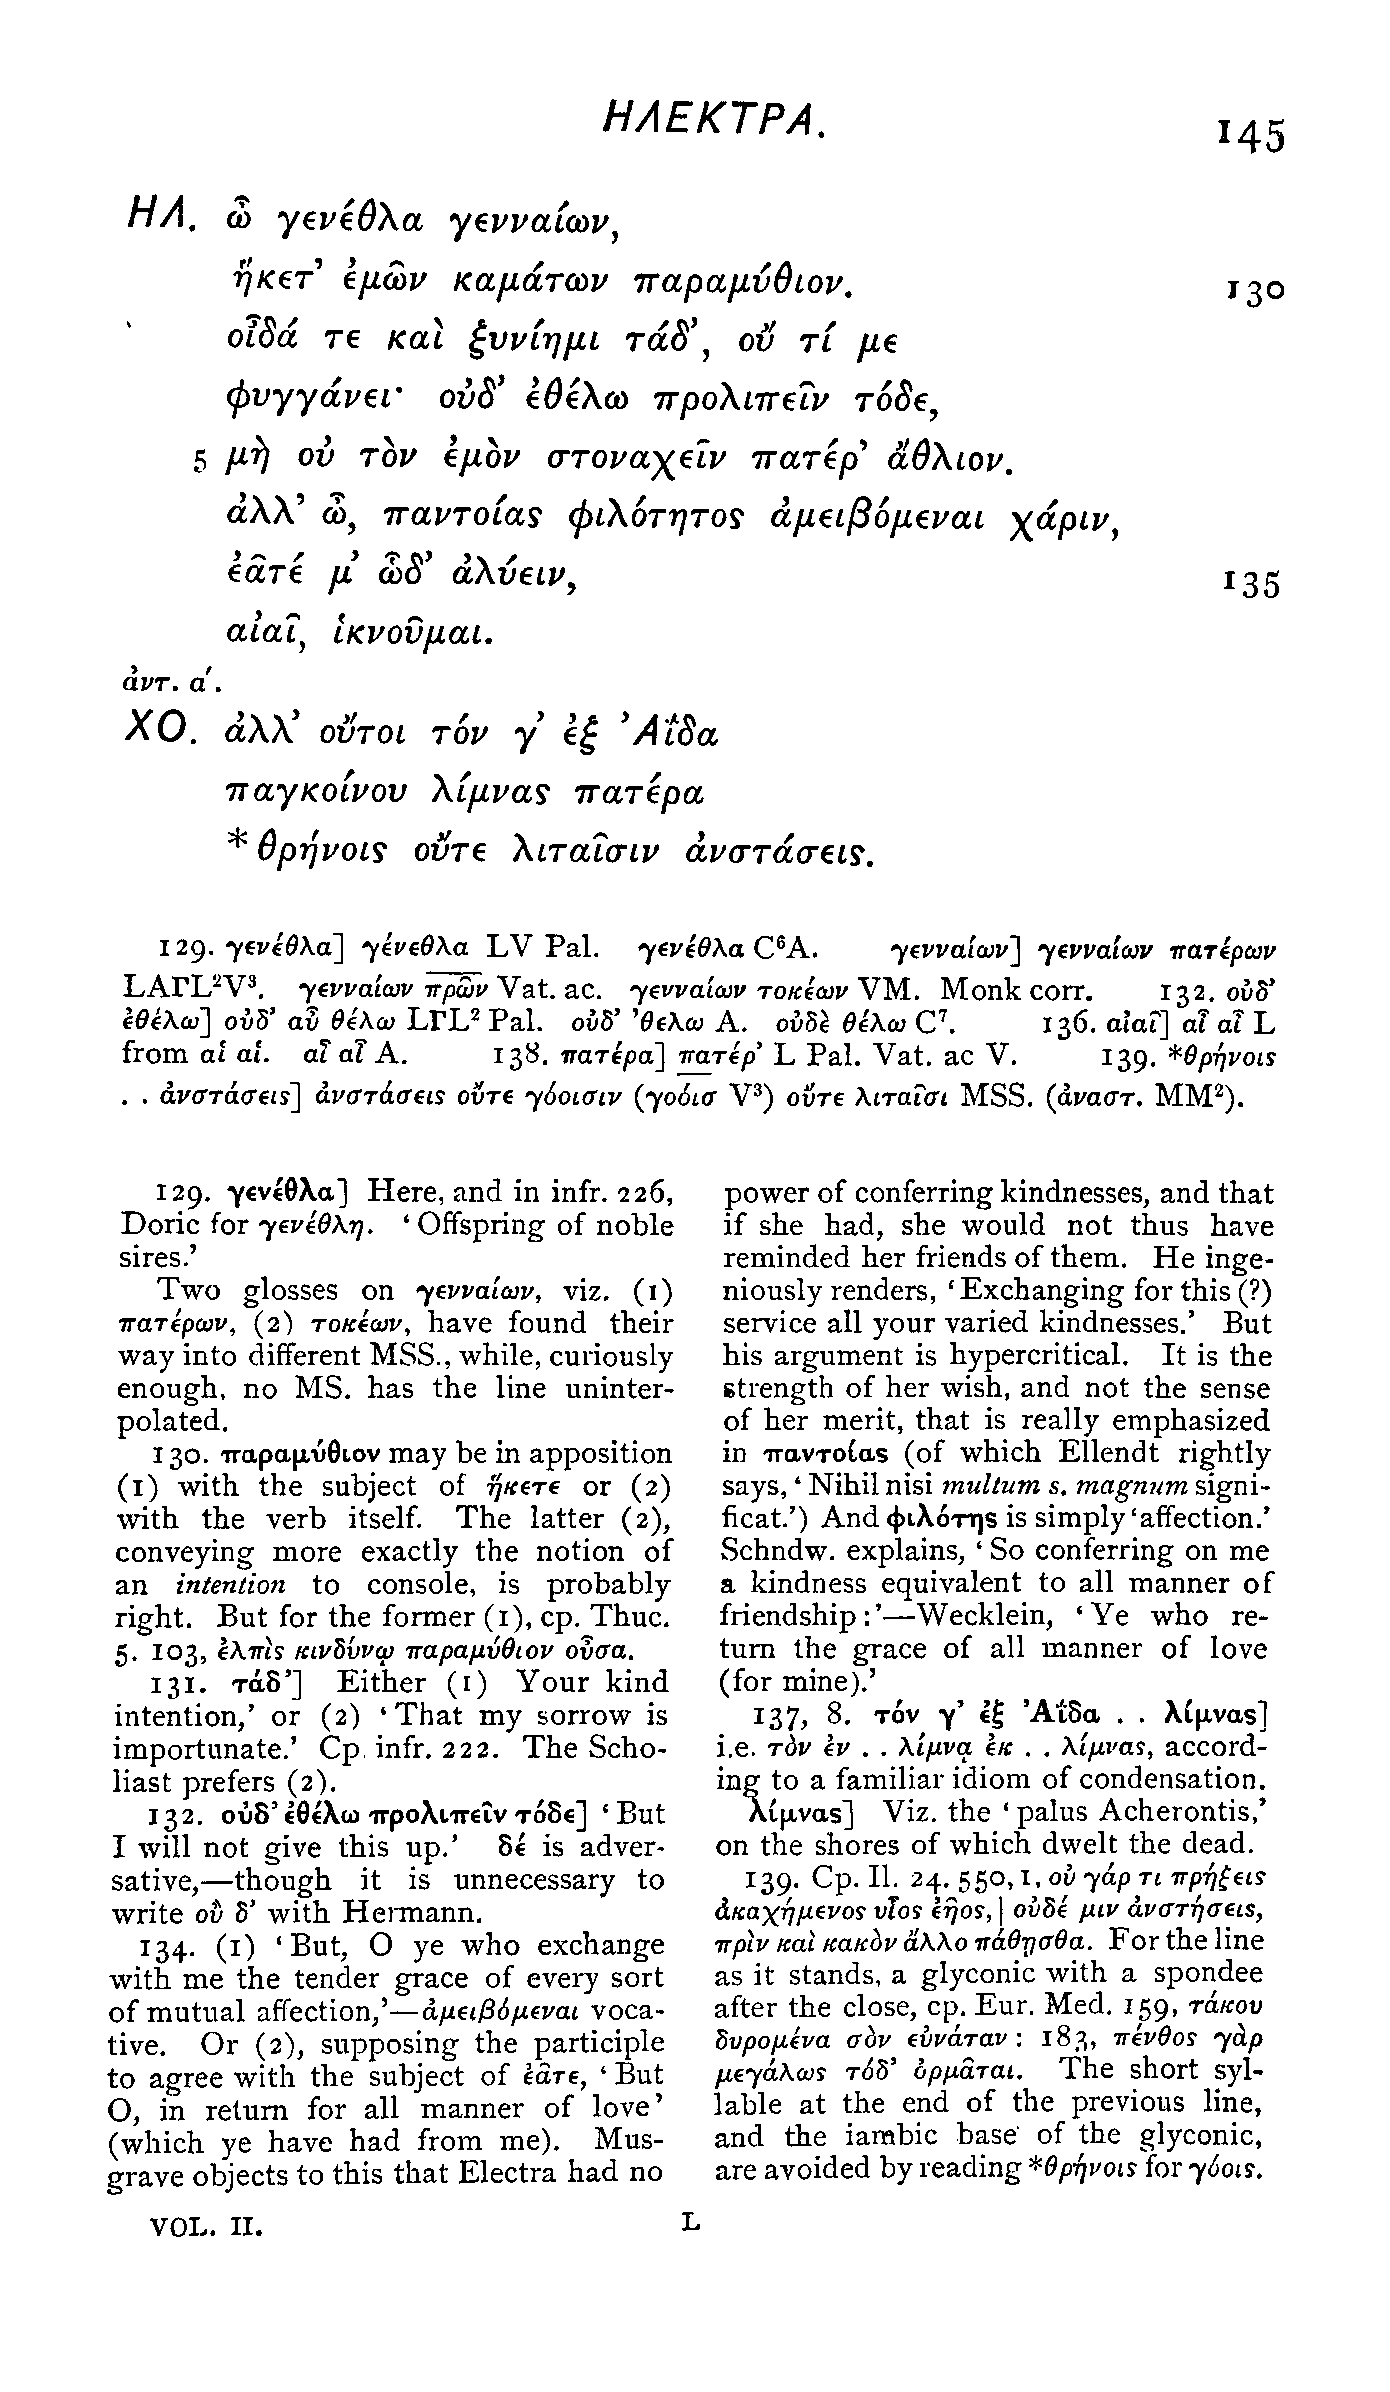 ΗΛΕΚΤΡΑ.
145
ΗΛ. ὦ γενέθλα γενναίων,
ἥκετ’ ἐμῶν καμάτων παραμύθιον. 130
οἶδά τε καὶ ξυνίημι τάδ’, οὔ τί με
φυγγάνει· οὐδ’ ἐθέλω προλιπεῖν τόδε,
5 μὴ οὐ τὸν ἐμὸν στοναχεῖν πατέρ’ ἄθλιον.
ἀλλ’ ὦ, παντοίας φιλότητος ἀμειβόμεναι χάριν,
ἐᾶτέ μ’ ὧδ’ ἀλύειν, 135
αἰαῖ, ἱκνοῦμαι.
ἀντ. α΄.
ΧΟ. ἀλλ’ οὔτοι τόν γ’ ἐξ Ἀΐδα
παγκοίνου λίμνας πατέρα
* θρήνοις οὔτε λιταῖσιν ἀνστάσεις.
129. γενέθλα] γένεθλα LV Pal. γενέθλα C⁶A. γενναίων] γενναίων πατέρων
LAΓL²V³. γενναίων πρῶν Vat. ac. γενναίων τοκέων VM. Monk corr. 132. οὐδ’
ἐθέλω] οὐδ’ αὖ θέλω LΓL² Pal. οὐδ’ ’θελω A. οὐδὲ θέλω C⁷. 136. αἰαῖ] αἶ αἶ L
from αἱ αἱ. αἶ αἶ A. 138. πατέρα] πατέρ’ L Pal. Vat. ac V. 139. *θρήνοις
. . ἀνστάσεις] ἀνστάσεις οὔτε γόοισιν (γοόισ V³) οὔτε λιταῖσι MSS. (ἀναστ. MM²).
129. γενέθλα] Here, and in infr. 226,
Doric for γενέθλη. ‘Offspring of noble
sires.’
Two glosses on γενναίων, viz. (1)
πατέρων, (2) τοκέων, have found their
way into different MSS., while, curiously
enough, no MS. has the line uninter-
polated.
130. παραμύθιον may be in apposition
(1) with the subject of ἥκετε or (2)
with the verb itself. The latter (2),
conveying more exactly the notion of
an intention to console, is probably
right. But for the former (1), cp. Thuc.
5. 103, ἐλπὶς κινδύνῳ παραμύθιον οὖσα.
131. τάδ’] Either (1) Your kind
intention,’ or (2) ‘That my sorrow is
importunate.’ Cp. infr. 222. The Scho-
liast prefers (2).
132. οὐδ’ ἐθέλω προλιπεῖν τόδε] ‘But
I will not give this up.’ δέ is adver-
sative,—though it is unnecessary to
write οὐ δ’ with Hermann.
134. (1) ‘But, O ye who exchange
with me the tender grace of every sort
of mutual affection,’—ἀμειβόμεναι voca-
tive. Or (2), supposing the participle
to agree with the subject of ἐᾶτε, ‘But
O, in return for all manner of love’
(which ye have had from me). Mus-
grave objects to this that Electra had no
power of conferring kindnesses, and that
if she had, she would not thus have
reminded her friends of them. He inge-
niously renders, ‘Exchanging for this (?)
service all your varied kindnesses.’ But
his argument is hypercritical. It is the
strength of her wish, and not the sense
of her merit, that is really emphasized
in παντοίας (of which Ellendt rightly
says, ‘Nihil nisi multum s. magnum signi-
ficat.’) And φιλότης is simply ‘affection.’
Schndw. explains, ‘So conferring on me
a kindness equivalent to all manner of
friendship:’—Wecklein, ‘Ye who re-
turn the grace of all manner of love
(for mine).’
137, 8. τόν γ’ ἐξ Ἀΐδα . . λίμνας]
i.e. τὸν ἐν . . λίμνᾳ ἐκ . . λίμνας, accord-
ing to a familiar idiom of condensation.
λίμνας] Viz. the ‘palus Acherontis,’
on the shores of which dwelt the dead.
139. Cp. Il. 24. 550, 1, οὐ γάρ τι πρήξεις
ἀκαχήμενος υἷος ἑῆος, | οὐδέ μιν ἀνστήσεις,
πρὶν καὶ κακὸν ἄλλο πάθῃσθα. For the line
as it stands, a glyconic with a spondee
after the close, cp. Eur. Med. 159, τάκου
δυρομένα σὸν εὐνάταν: 183, πένθος γὰρ
μεγάλως τόδ’ ὁρμᾶται. The short syl-
lable at the end of the previous line,
and the iambic base of the glyconic,
are avoided by reading *θρήνοις for γόοις.
VOL. II.
L